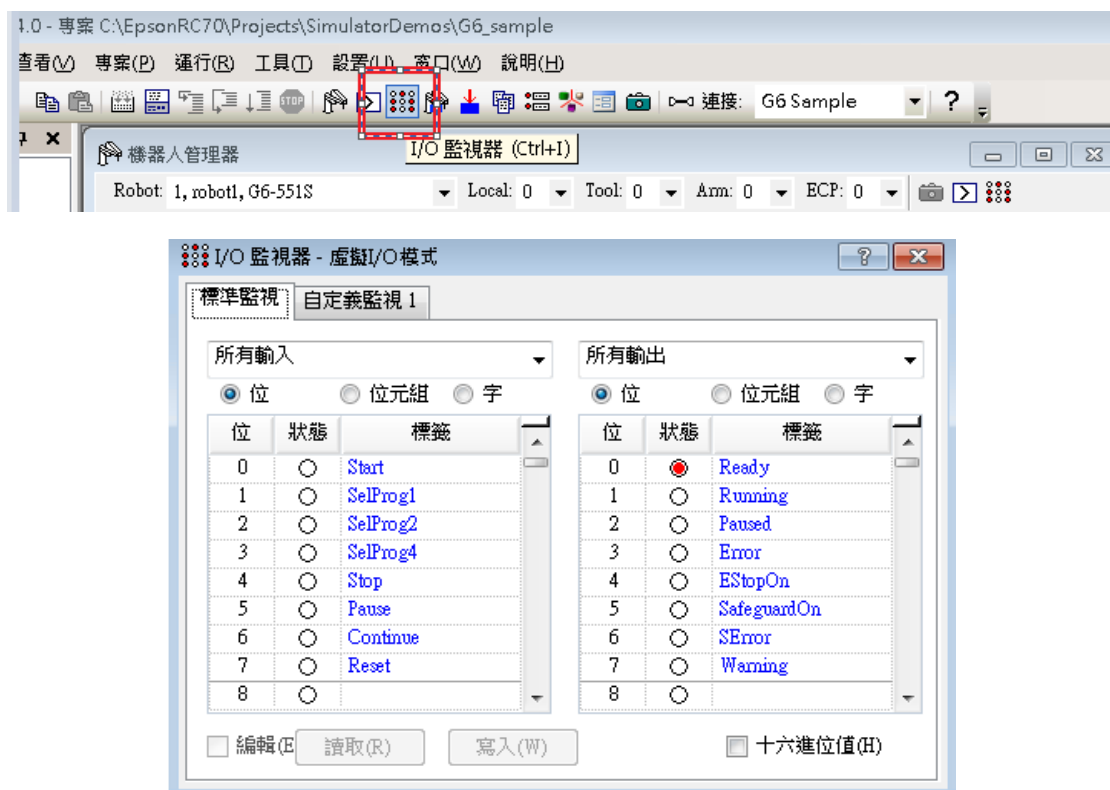 4.0 - 專案 C:\EpsonRC70\Projects\SimulatorDemos\G6_sample
查看(V) 專案(P) 運行(R) 工具(T) 設置(U) 窗口(W) 說明(H)
STOP 連接: G6 Sample ?
I/O 監視器 (Ctrl+I)
機器人管理器
Robot: 1, robot1, G6-551S Local: 0 Tool: 0 Arm: 0 ECP: 0
I/O 監視器 - 虛擬I/O模式
標準監視 自定義監視 1
所有輸入 所有輸出
位 位元組 字 位 位元組 字
位 狀態 標籤 位 狀態 標籤
0 Start 0 Ready
1 SelProg1 1 Running
2 SelProg2 2 Paused
3 SelProg4 3 Error
4 Stop 4 EStopOn
5 Pause 5 SafeguardOn
6 Continue 6 SError
7 Reset 7 Warning
8 8
編輯(E 讀取(R) 寫入(W) 十六進位值(H)